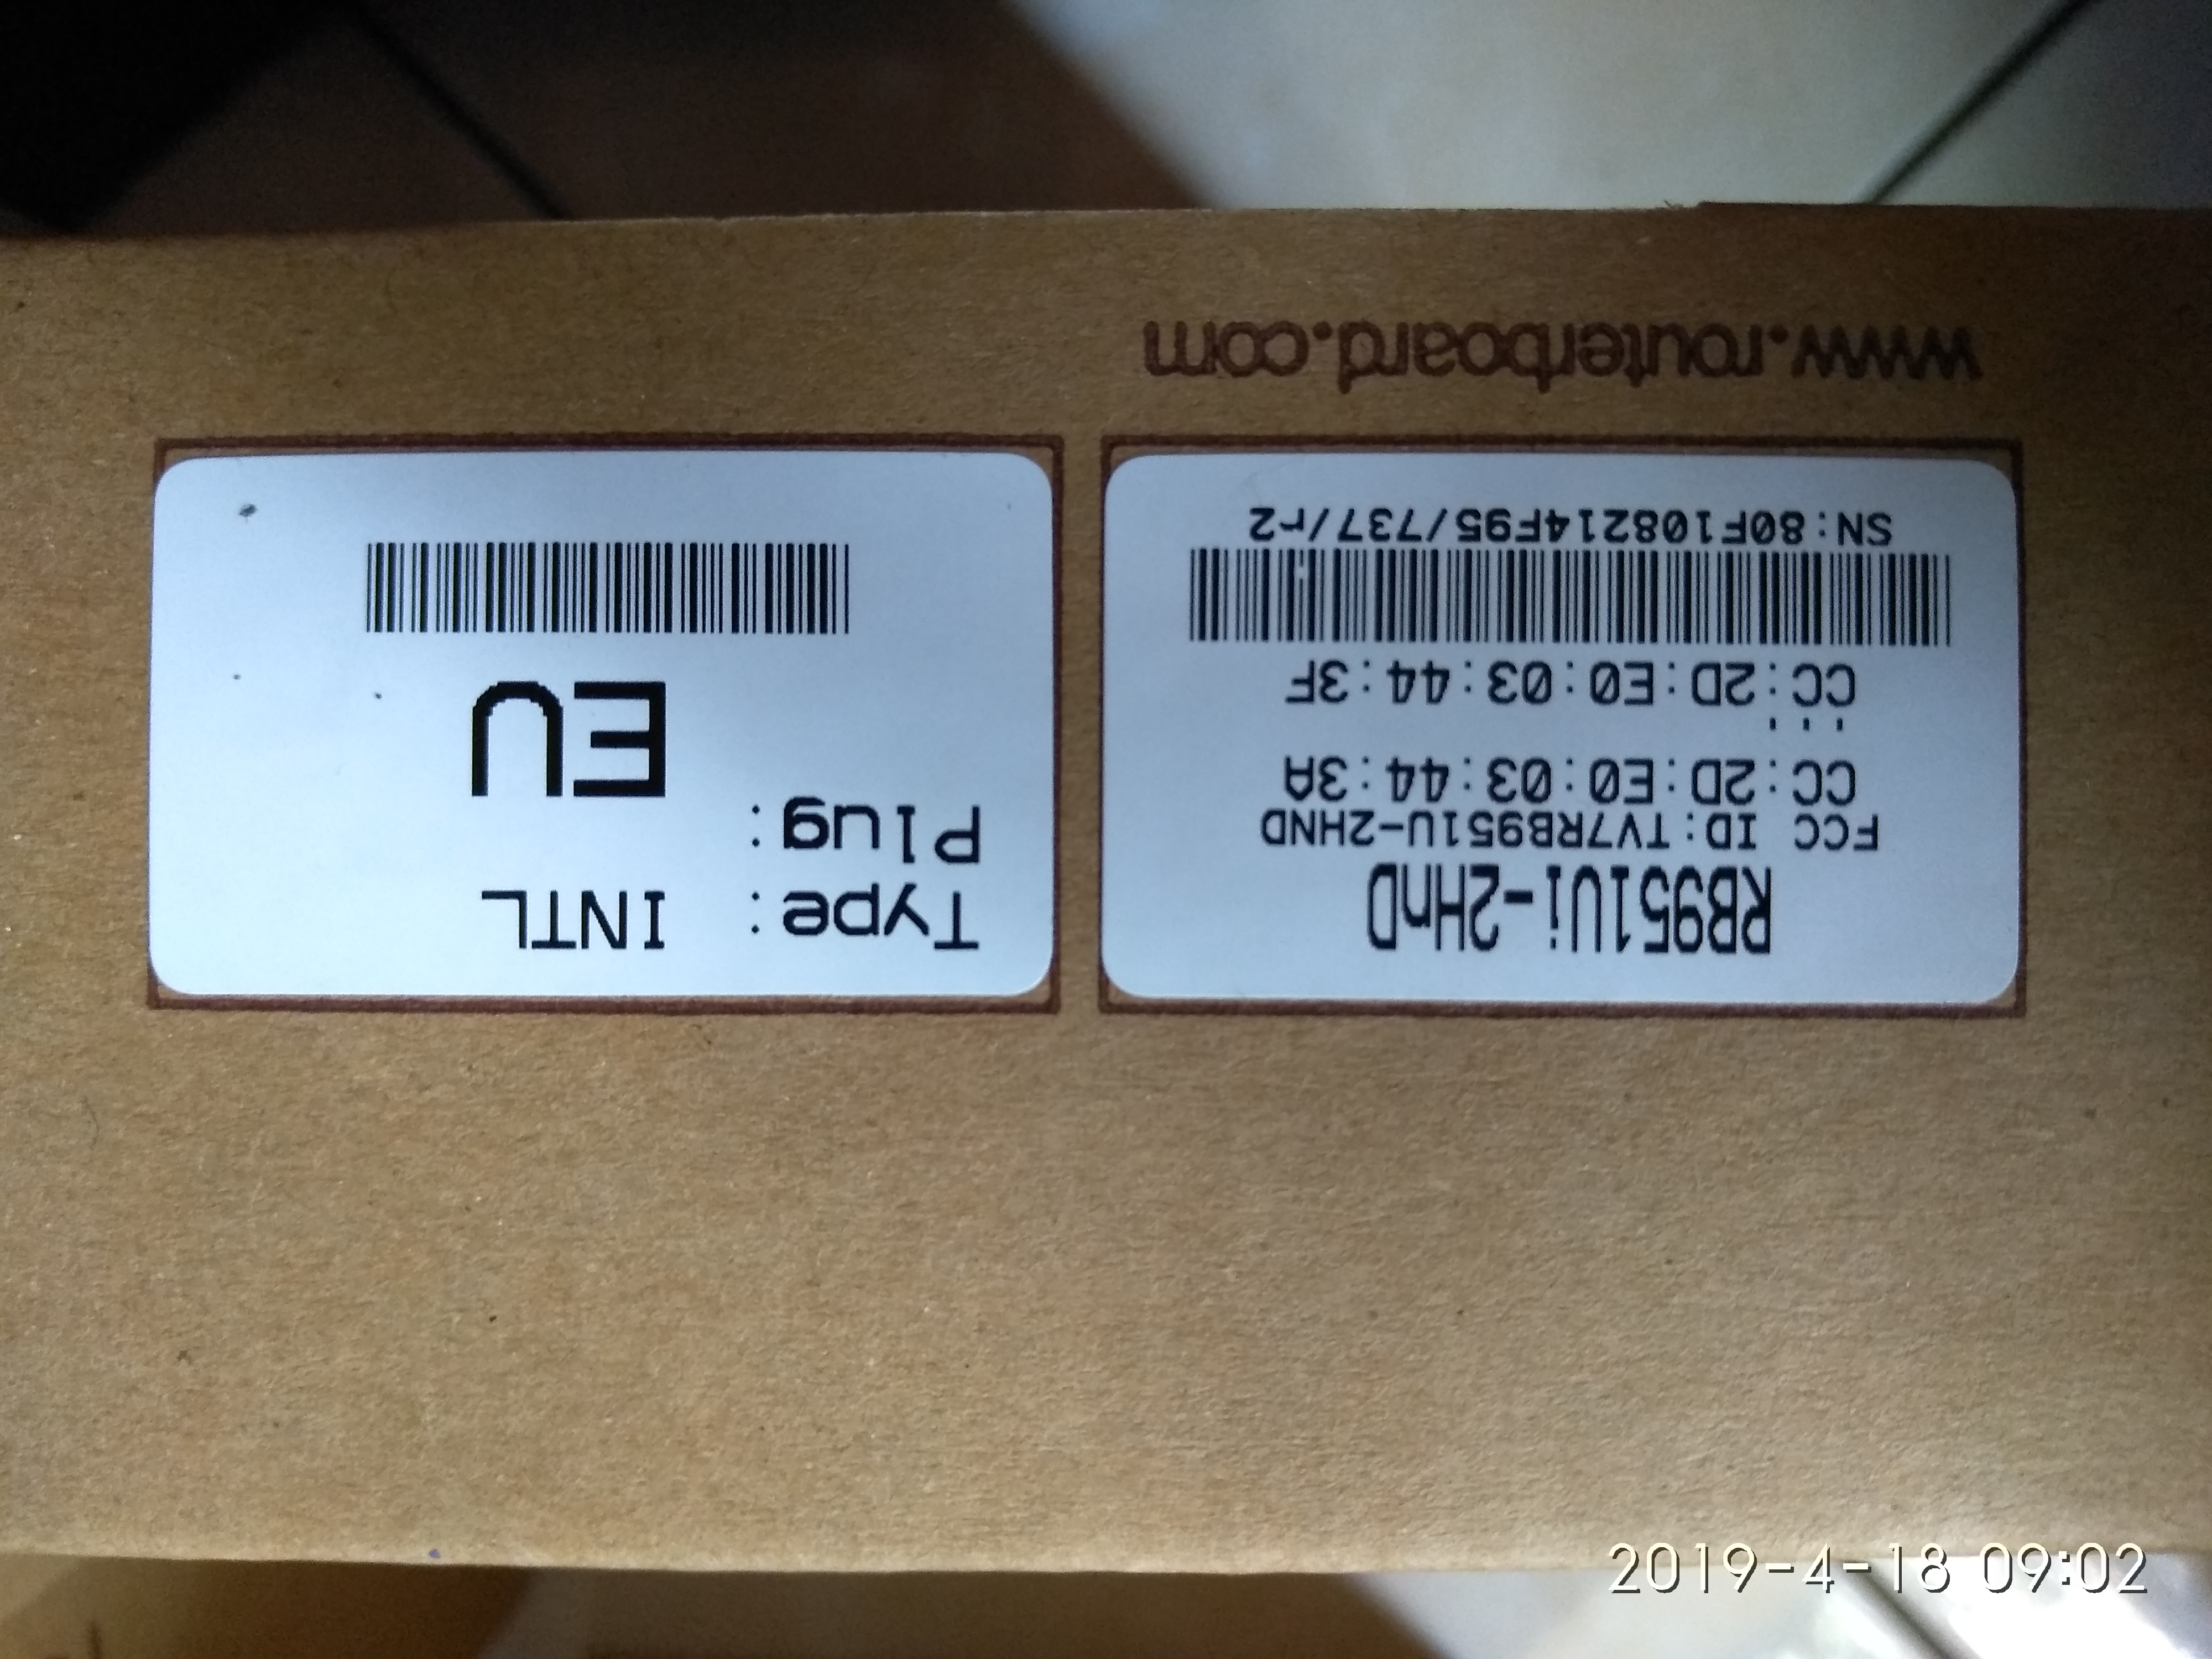 2019-4-18 09:02
RB951Ui-2HnD
FCC ID:TV7RB951U-2HND
CC:2D:E0:03:44:3A
...
CC:2D:E0:03:44:3F
SN:80F108214F95/737/r2
Type: INTL
Plug:
EU
www.routerboard.com